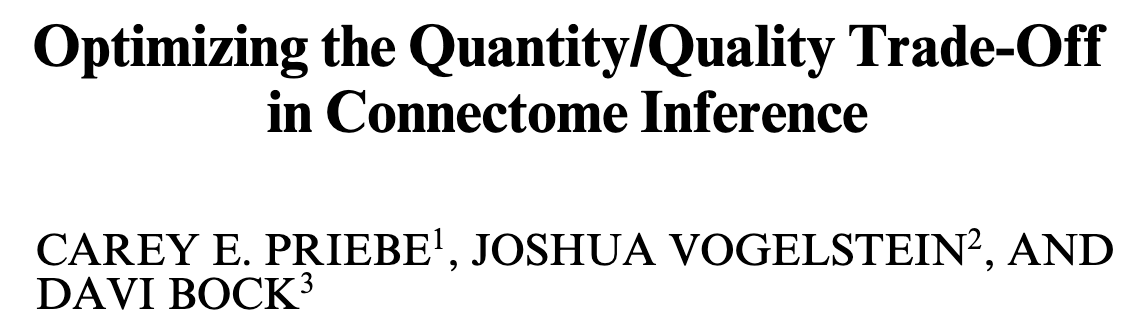 Optimizing the Quantity/Quality Trade-Off
in Connectome Inference
CAREY E. PRIEBE¹, JOSHUA VOGELSTEIN², AND
DAVI BOCK³